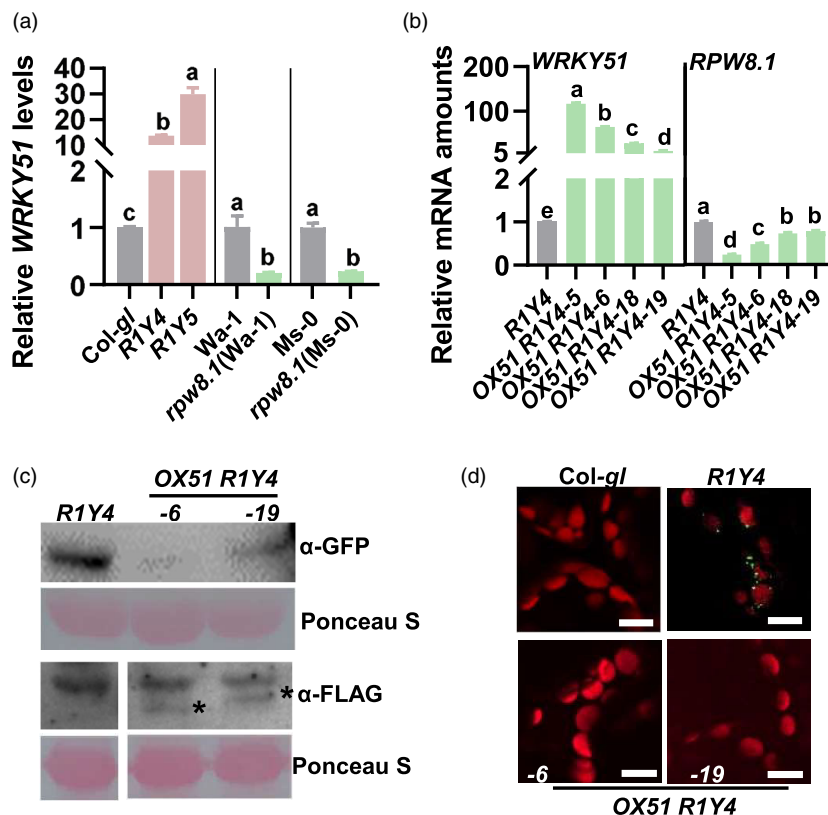 (a)
Relative WRKY51 levels
40
30
20
10
2
1
0
c
b
a
a
b
a
b
Col-gl
R1Y4
R1Y5
Wa-1
rpw8.1(Wa-1)
Ms-0
rpw8.1(Ms-0)
(b)
Relative mRNA amounts
WRKY51
RPW8.1
200
100
5
2
1
0
e
a
b
c
d
a
d
c
b
b
R1Y4
OX51 R1Y4-5
OX51 R1Y4-6
OX51 R1Y4-18
OX51 R1Y4-19
R1Y4
OX51 R1Y4-5
OX51 R1Y4-6
OX51 R1Y4-18
OX51 R1Y4-19
(c)
OX51 R1Y4
R1Y4 -6 -19
α-GFP
Ponceau S
* * α-FLAG
Ponceau S
(d)
Col-gl R1Y4
-6 -19
OX51 R1Y4